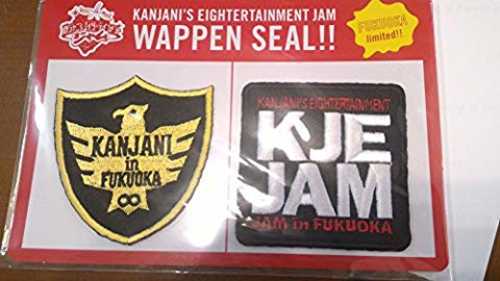 KANJANI'S EIGHTERTAINMENT JAM
WAPPEN SEAL!!
FUKUOKA
limited!!
KANJANI
in
FUKUOKA
∞
KANJANI'S EIGHTERTAINMENT
KJE
JAM
JAM in FUKUOKA